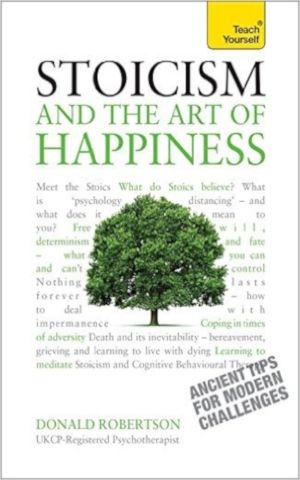 Teach
Yourself®
STOICISM
AND THE ART OF
HAPPINESS
Meet the Stoics What do Stoics believe? What
is 'psychology distancing' – and
what does it mean to
you? Free will,
determinism and fate
– what you can
and can't control
Nothing lasts
forever – how
to deal with
impermanence Coping in times
of adversity Death and its inevitability – bereavement,
grieving and learning to live with dying Learning to
meditate Stoicism and Cognitive Behavioural
ANCIENT TIPS
FOR MODERN
CHALLENGES
DONALD ROBERTSON
UKCP-Registered Psychotherapist